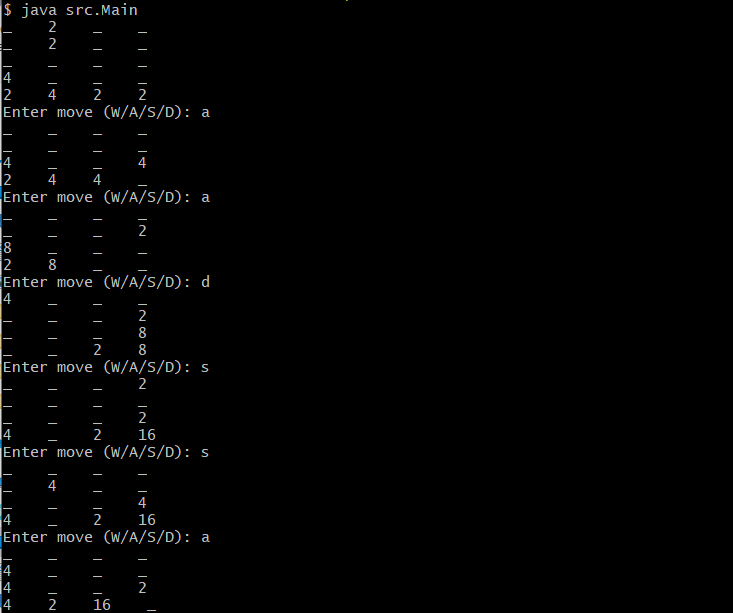 $ java src.Main
_ 2 _ _
_ 2 _ _
_ _ _ _
4 _ _ _
2 4 2 2
Enter move (W/A/S/D): a
_ _ _ _
_ _ _ _
4 _ _ 4
2 4 4 _
Enter move (W/A/S/D): a
_ _ _ _
_ _ _ 2
8 _ _ _
2 8 _ _
Enter move (W/A/S/D): d
4 _ _ _
_ _ _ 2
_ _ _ 8
_ _ 2 8
Enter move (W/A/S/D): s
_ _ _ 2
_ _ _ _
_ _ _ 2
4 _ 2 16
Enter move (W/A/S/D): s
_ _ _ _
_ 4 _ _
_ _ _ 4
4 _ 2 16
Enter move (W/A/S/D): a
_ _ _ _
4 _ _ _
4 _ _ 2
4 2 16 _